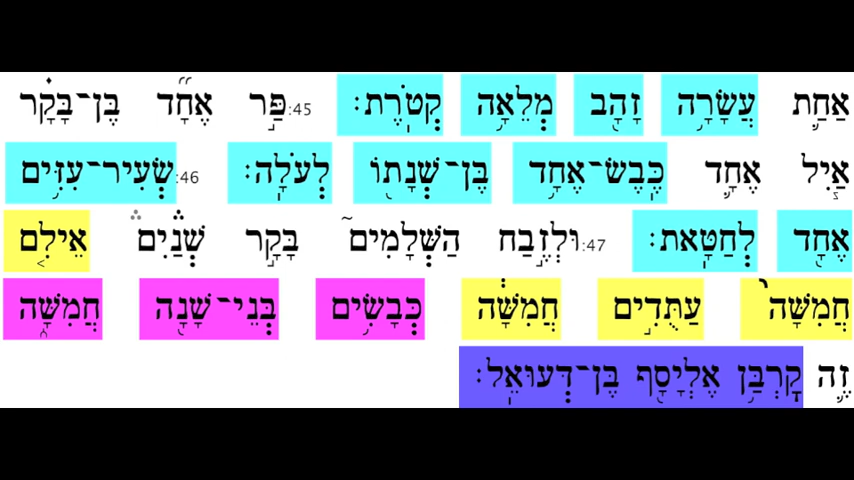 אַחַ֛ת עֲשָׂרָ֥ה זָהָ֖ב מְלֵאָ֥ה קְטֹֽרֶת׃ 45: פַּ֣ר אֶחָ֞ד בֶּן־בָּקָ֗ר
אַ֧יִל אֶחָ֛ד כֶּֽבֶשׂ־אֶחָ֥ד בֶּן־שְׁנָת֖וֹ לְעֹלָֽה׃ 46: שְׂעִיר־עִזִּ֥ים
אֶחָ֖ד לְחַטָּֽאת׃ 47: וּלְזֶ֣בַח הַשְּׁלָמִים֮ בָּקָ֣ר שְׁנַ֒יִם֒ אֵילִ֤ם
חֲמִשָּׁה֙ עַתֻּדִ֣ים חֲמִשָּׁ֔ה כְּבָשִׂ֥ים בְּנֵי־שָׁנָ֖ה חֲמִשָּׁ֑ה
זֶ֛ה קָרְבַּ֥ן אֶלְיָסָ֖ף בֶּן־דְּעוּאֵֽל׃